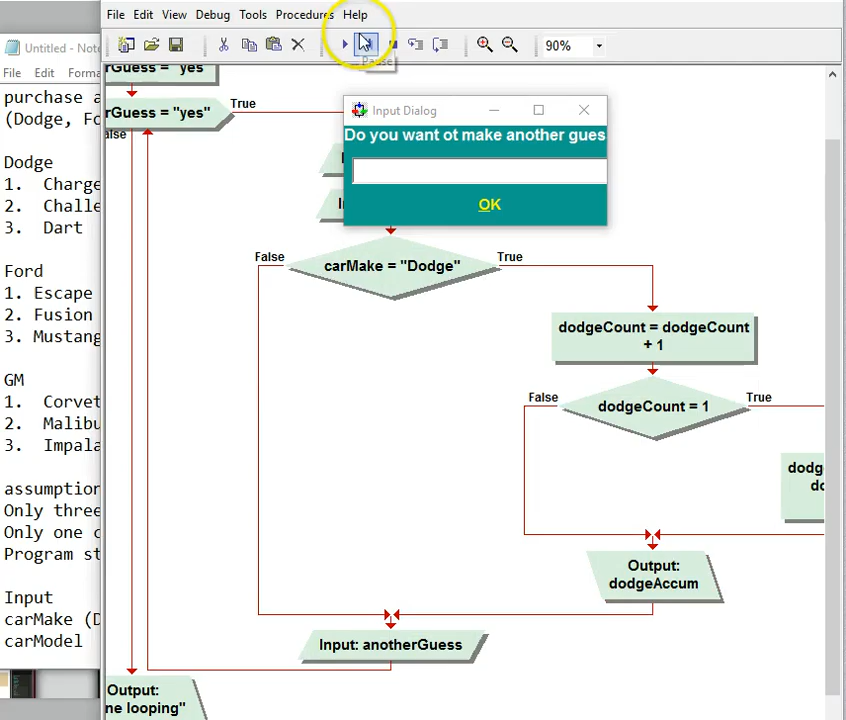 File Edit View Debug Tools Procedures Help
90%
Pause
Untitled - Note
File Edit Forma
purchase a
(Dodge, Fo
Dodge
1. Charge
2. Challe
3. Dart
Ford
1. Escape
2. Fusion
3. Mustang
GM
1. Corvet
2. Malibu
3. Impala
assumption
Only three
Only one c
Program st
Input
carMake (D
carModel
rGuess = "yes
rGuess = "yes"
True
alse
Input Dialog
Do you want ot make another gues
OK
False
carMake = "Dodge"
True
dodgeCount = dodgeCount
+ 1
False
dodgeCount = 1
True
dodg
do
Output:
dodgeAccum
Input: anotherGuess
Output:
ne looping"